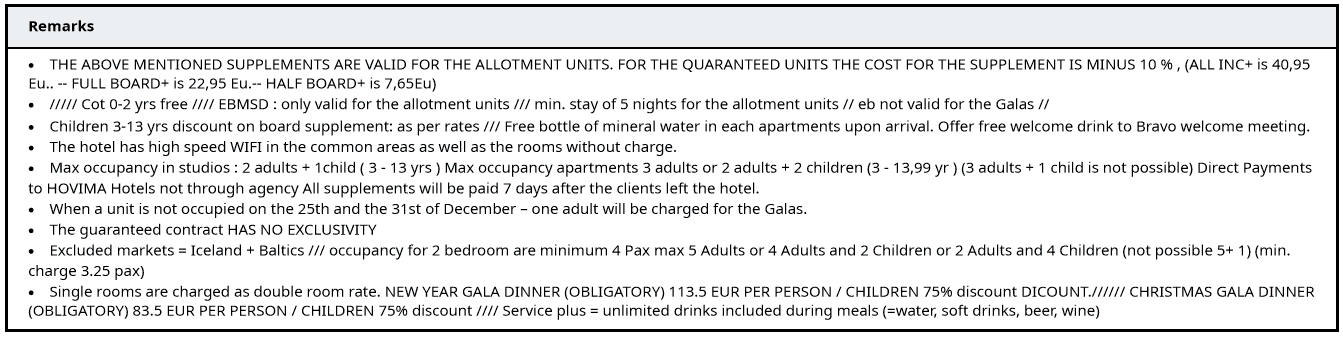 Remarks
• THE ABOVE MENTIONED SUPPLEMENTS ARE VALID FOR THE ALLOTMENT UNITS. FOR THE QUARANTEED UNITS THE COST FOR THE SUPPLEMENT IS MINUS 10 % , (ALL INC+ is 40,95
Eu.. -- FULL BOARD+ is 22,95 Eu.-- HALF BOARD+ is 7,65Eu)
• ///// Cot 0-2 yrs free //// EBMSD : only valid for the allotment units /// min. stay of 5 nights for the allotment units // eb not valid for the Galas //
• Children 3-13 yrs discount on board supplement: as per rates /// Free bottle of mineral water in each apartments upon arrival. Offer free welcome drink to Bravo welcome meeting.
• The hotel has high speed WIFI in the common areas as well as the rooms without charge.
• Max occupancy in studios : 2 adults + 1child ( 3 - 13 yrs ) Max occupancy apartments 3 adults or 2 adults + 2 children (3 - 13,99 yr ) (3 adults + 1 child is not possible) Direct Payments
to HOVIMA Hotels not through agency All supplements will be paid 7 days after the clients left the hotel.
• When a unit is not occupied on the 25th and the 31st of December – one adult will be charged for the Galas.
• The guaranteed contract HAS NO EXCLUSIVITY
• Excluded markets = Iceland + Baltics /// occupancy for 2 bedroom are minimum 4 Pax max 5 Adults or 4 Adults and 2 Children or 2 Adults and 4 Children (not possible 5+ 1) (min.
charge 3.25 pax)
• Single rooms are charged as double room rate. NEW YEAR GALA DINNER (OBLIGATORY) 113.5 EUR PER PERSON / CHILDREN 75% discount DICOUNT.////// CHRISTMAS GALA DINNER
(OBLIGATORY) 83.5 EUR PER PERSON / CHILDREN 75% discount //// Service plus = unlimited drinks included during meals (=water, soft drinks, beer, wine)